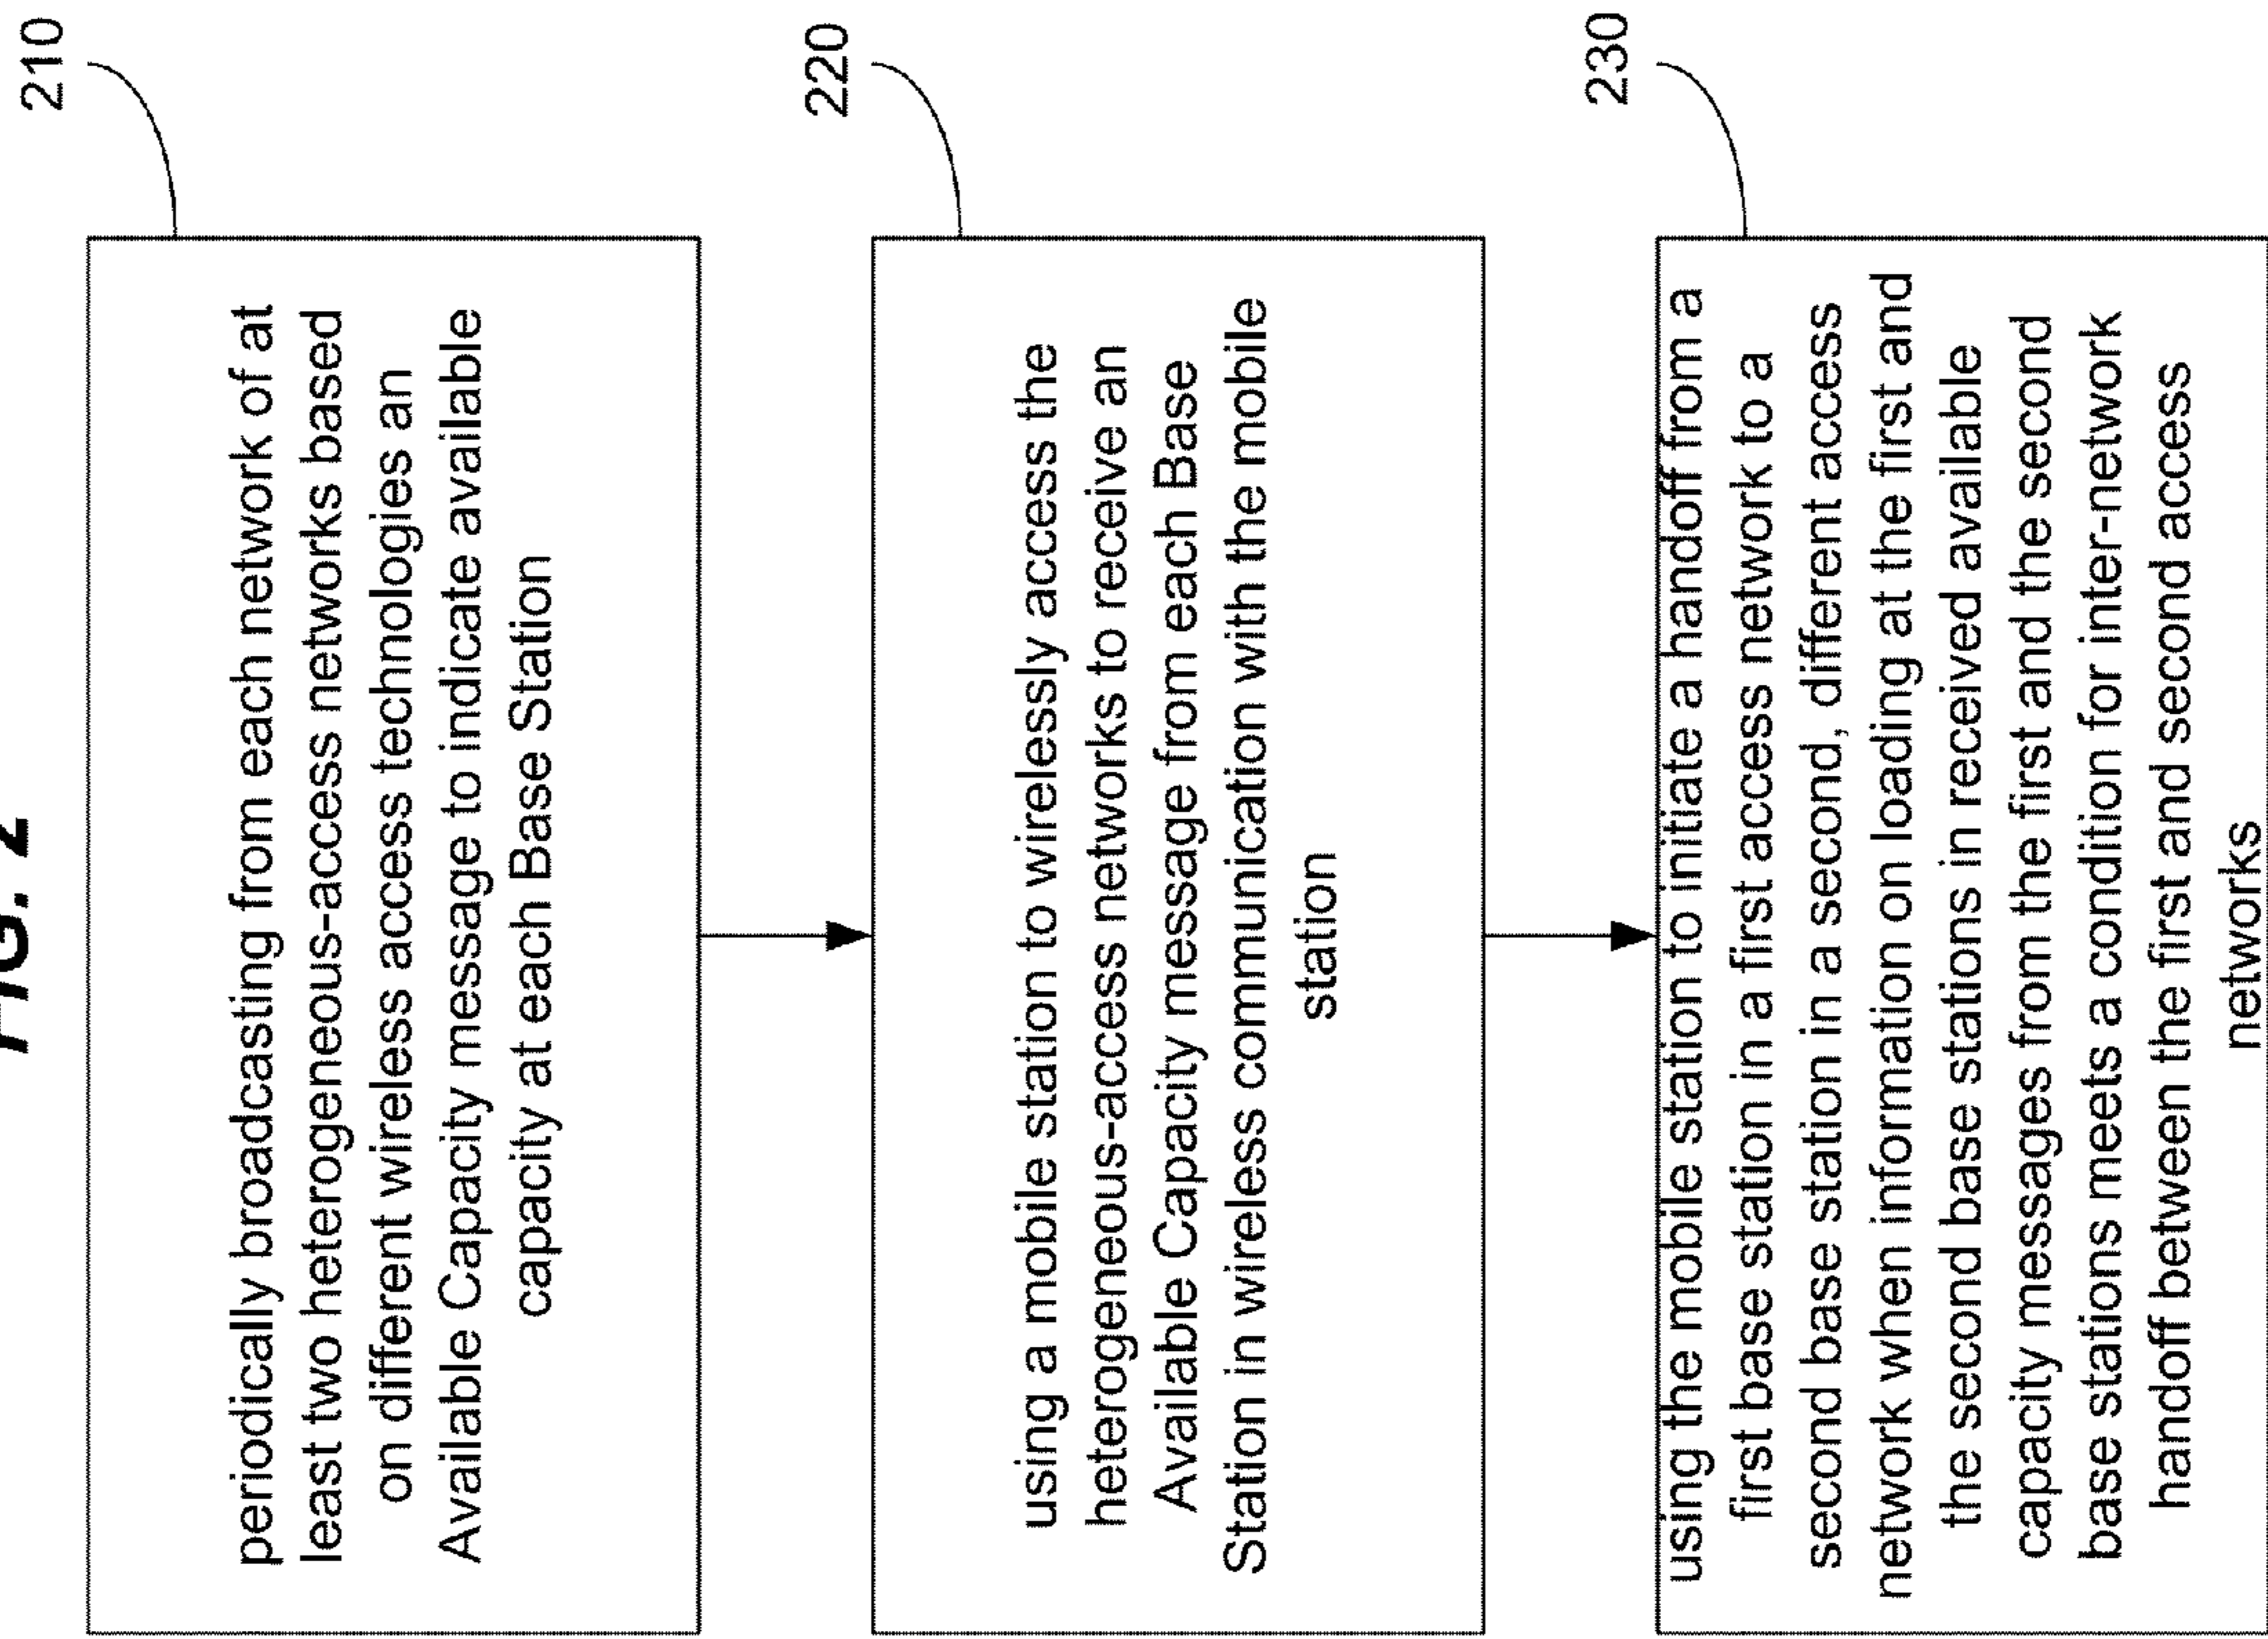 FIG. 2
210
periodically broadcasting from each network of at
least two heterogeneous-access networks based
on different wireless access technologies an
Available Capacity message to indicate available
capacity at each Base Station
220
using a mobile station to wirelessly access the
heterogeneous-access networks to receive an
Available Capacity message from each Base
Station in wireless communication with the mobile
station
230
using the mobile station to initiate a handoff from a
first base station in a first access network to a
second base station in a second, different access
network when information on loading at the first and
the second base stations in received available
capacity messages from the first and the second
base stations meets a condition for inter-network
handoff between the first and second access
networks